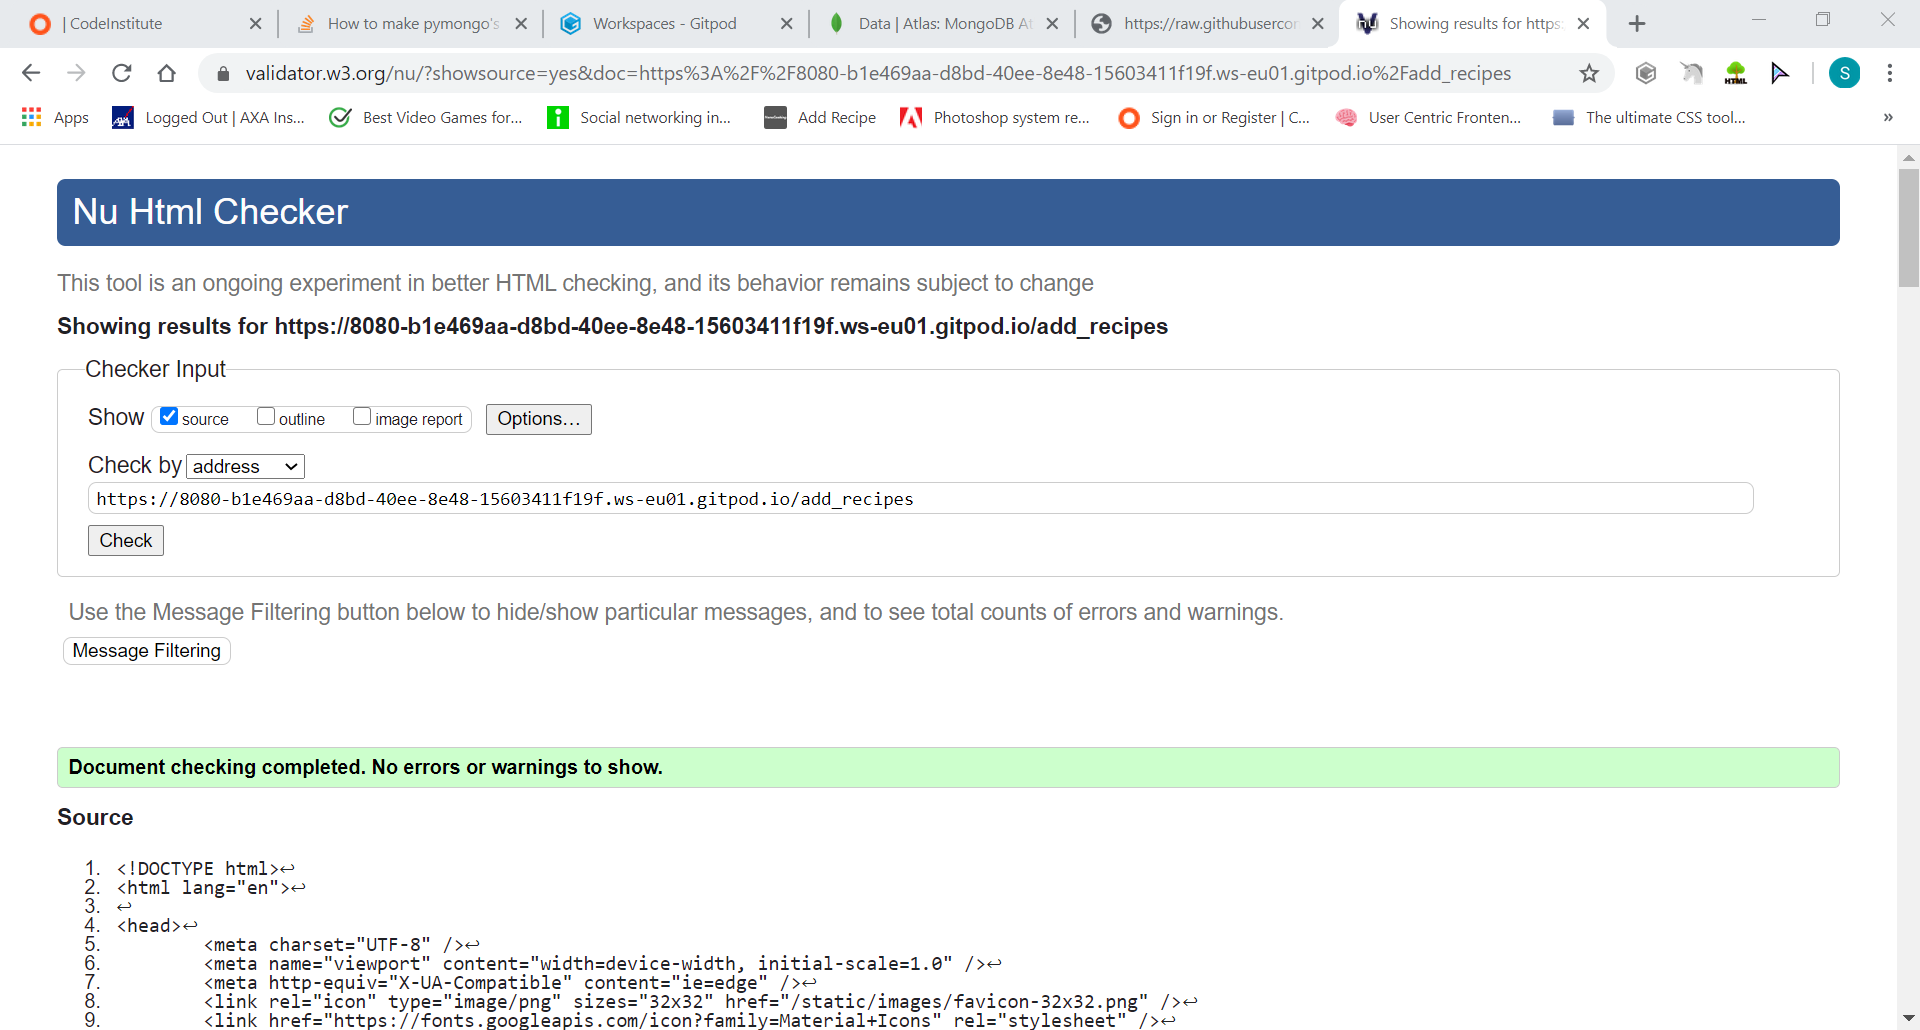 | CodeInstitute
How to make pymongo's
Workspaces - Gitpod
Data | Atlas: MongoDB At
https://raw.githubusercor
Showing results for https:
validator.w3.org/nu/?showsource=yes&doc=https%3A%2F%2F8080-b1e469aa-d8bd-40ee-8e48-15603411f19f.ws-eu01.gitpod.io%2Fadd_recipes
HTML
S
Apps
AXA
Logged Out | AXA Ins...
Best Video Games for...
Social networking in...
Add Recipe
Photoshop system re...
Sign in or Register | C...
User Centric Fronten...
The ultimate CSS tool...
»
Nu Html Checker
This tool is an ongoing experiment in better HTML checking, and its behavior remains subject to change
Showing results for https://8080-b1e469aa-d8bd-40ee-8e48-15603411f19f.ws-eu01.gitpod.io/add_recipes
Checker Input
Show source outline image report Options...
Check by address
https://8080-b1e469aa-d8bd-40ee-8e48-15603411f19f.ws-eu01.gitpod.io/add_recipes
Check
Use the Message Filtering button below to hide/show particular messages, and to see total counts of errors and warnings.
Message Filtering
Document checking completed. No errors or warnings to show.
Source
1. <!DOCTYPE html>↩
2. <html lang="en">↩
3. ↩
4. <head>↩
5. <meta charset="UTF-8" />↩
6. <meta name="viewport" content="width=device-width, initial-scale=1.0" />↩
7. <meta http-equiv="X-UA-Compatible" content="ie=edge" />↩
8. <link rel="icon" type="image/png" sizes="32x32" href="/static/images/favicon-32x32.png" />↩
9. <link href="https://fonts.googleapis.com/icon?family=Material+Icons" rel="stylesheet" />↩